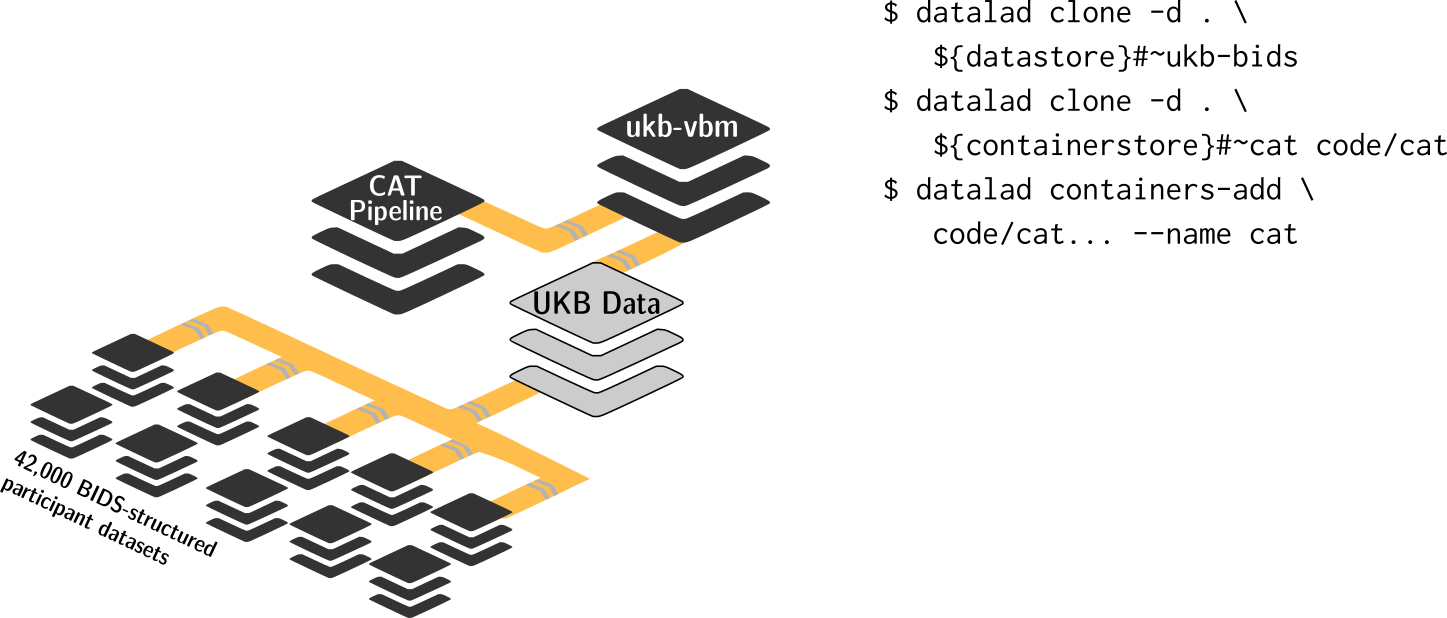 ukb-vbm
CAT
Pipeline
UKB Data
42,000 BIDS-structured
participant datasets
$ datalad clone -d . \
${datastore}#~ukb-bids
$ datalad clone -d . \
${containerstore}#~cat code/cat
$ datalad containers-add \
code/cat... --name cat